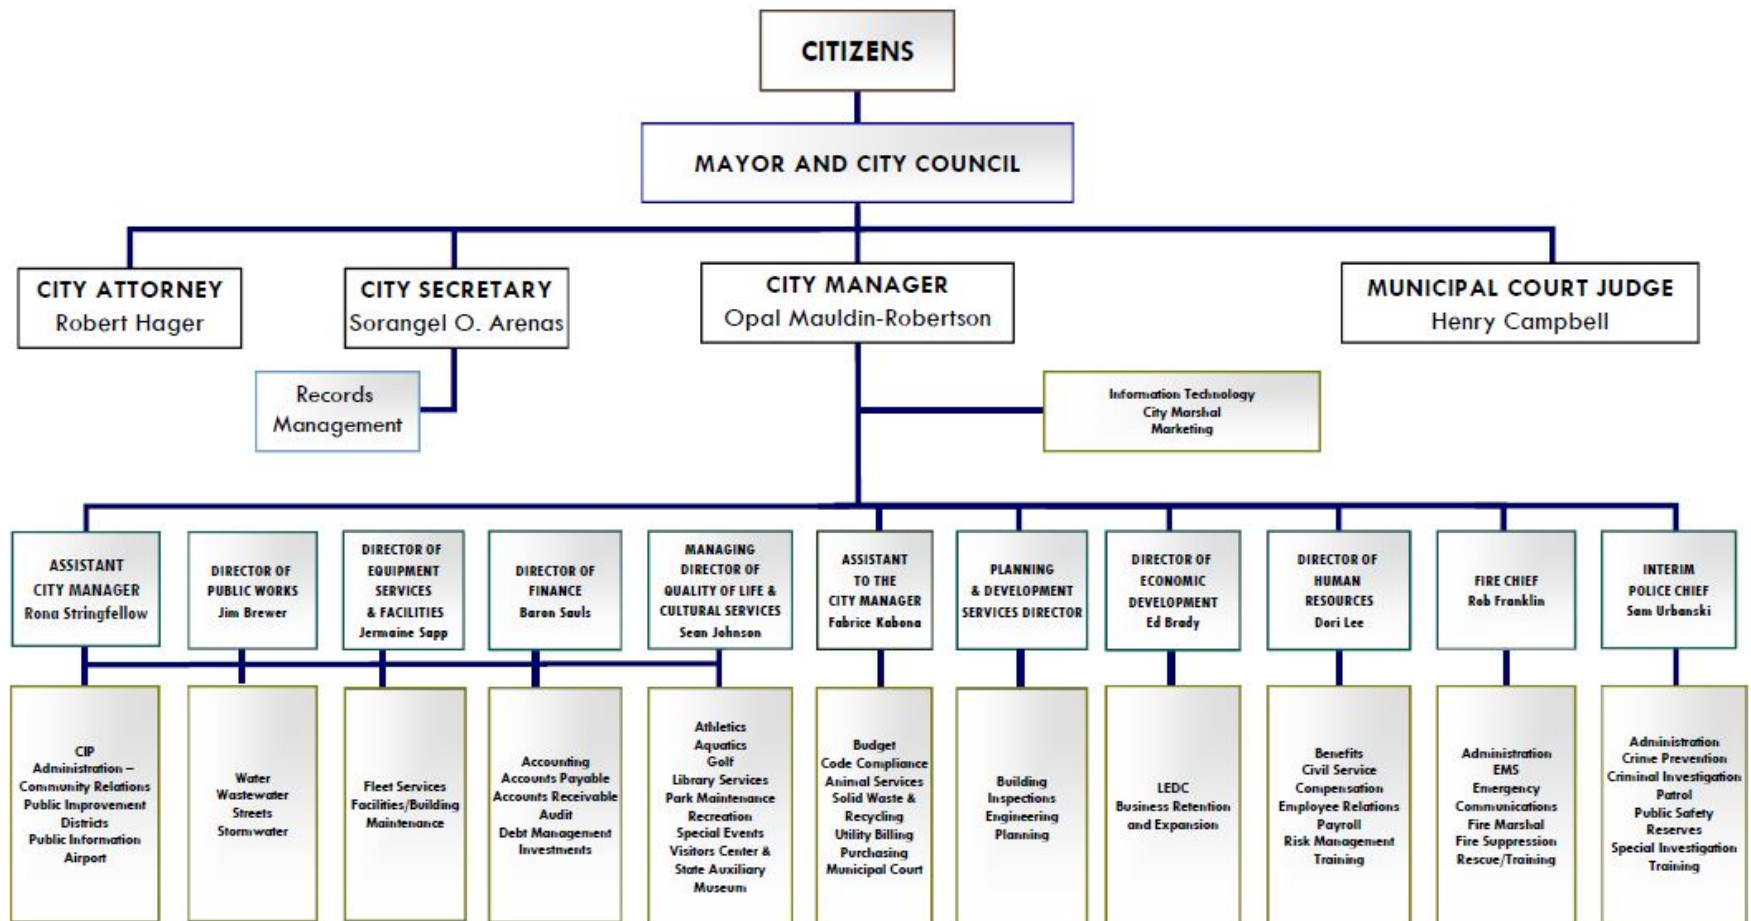 CITIZENS
MAYOR AND CITY COUNCIL
CITY ATTORNEY
Robert Hager
CITY SECRETARY
Sorangel O. Arenas
CITY MANAGER
Opal Mauldin-Robertson
MUNICIPAL COURT JUDGE
Henry Campbell
Records
Management
Information Technology
City Marshal
Marketing
ASSISTANT
CITY MANAGER
Rona Stringfellow
DIRECTOR OF
PUBLIC WORKS
Jim Brewer
DIRECTOR OF
EQUIPMENT
SERVICES
& FACILITIES
Jermaine Sapp
DIRECTOR OF
FINANCE
Baron Sauls
MANAGING
DIRECTOR OF
QUALITY OF LIFE &
CULTURAL SERVICES
Sean Johnson
ASSISTANT
TO THE
CITY MANAGER
Fabrice Kabona
PLANNING
& DEVELOPMENT
SERVICES DIRECTOR
DIRECTOR OF
ECONOMIC
DEVELOPMENT
Ed Brady
DIRECTOR OF
HUMAN
RESOURCES
Dori Lee
FIRE CHIEF
Rob Franklin
INTERIM
POLICE CHIEF
Sam Urbanski
CIP
Administration –
Community Relations
Public Improvement
Districts
Public Information
Airport
Water
Wastewater
Streets
Stormwater
Fleet Services
Facilities/Building
Maintenance
Accounting
Accounts Payable
Accounts Receivable
Audit
Debt Management
Investments
Athletics
Aquatics
Golf
Library Services
Park Maintenance
Recreation
Special Events
Visitors Center &
State Auxiliary
Museum
Budget
Code Compliance
Animal Services
Solid Waste &
Recycling
Utility Billing
Purchasing
Municipal Court
Building
Inspections
Engineering
Planning
LEDC
Business Retention
and Expansion
Benefits
Civil Service
Compensation
Employee Relations
Payroll
Risk Management
Training
Administration
EMS
Emergency
Communications
Fire Marshal
Fire Suppression
Rescue/Training
Administration
Crime Prevention
Criminal Investigation
Patrol
Public Safety
Reserves
Special Investigation
Training